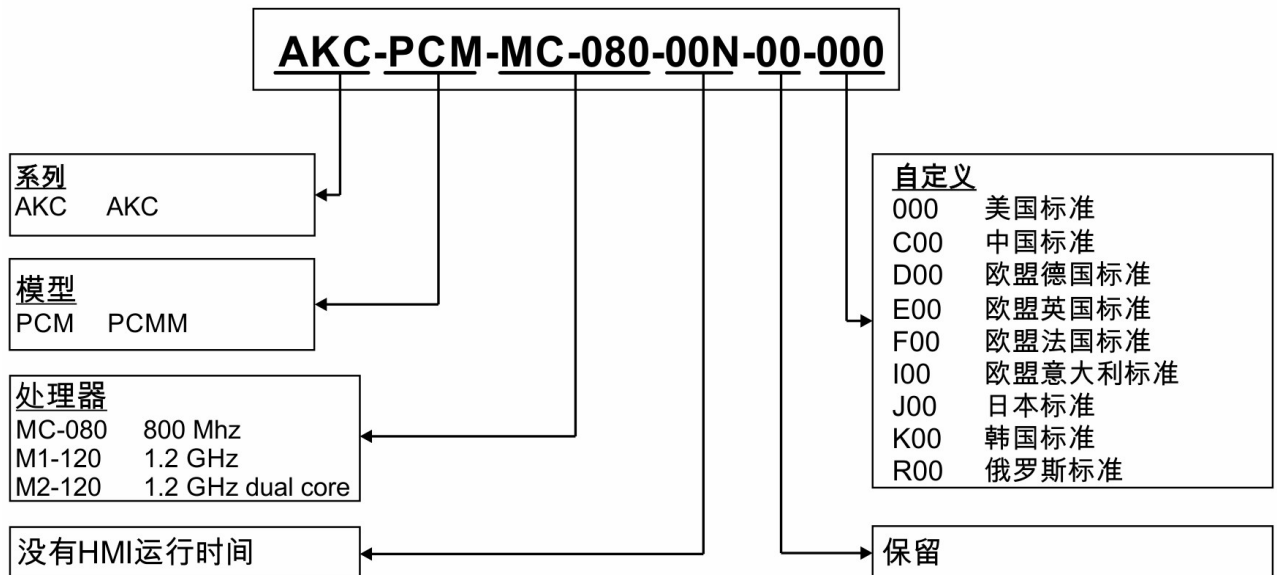 AKC-PCM-MC-080-00N-00-000
系列
AKC AKC
模型
PCM PCMM
处理器
MC-080 800 Mhz
M1-120 1.2 GHz
M2-120 1.2 GHz dual core
没有HMI运行时间
自定义
000 美国标准
C00 中国标准
D00 欧盟德国标准
E00 欧盟英国标准
F00 欧盟法国标准
I00 欧盟意大利标准
J00 日本标准
K00 韩国标准
R00 俄罗斯标准
保留